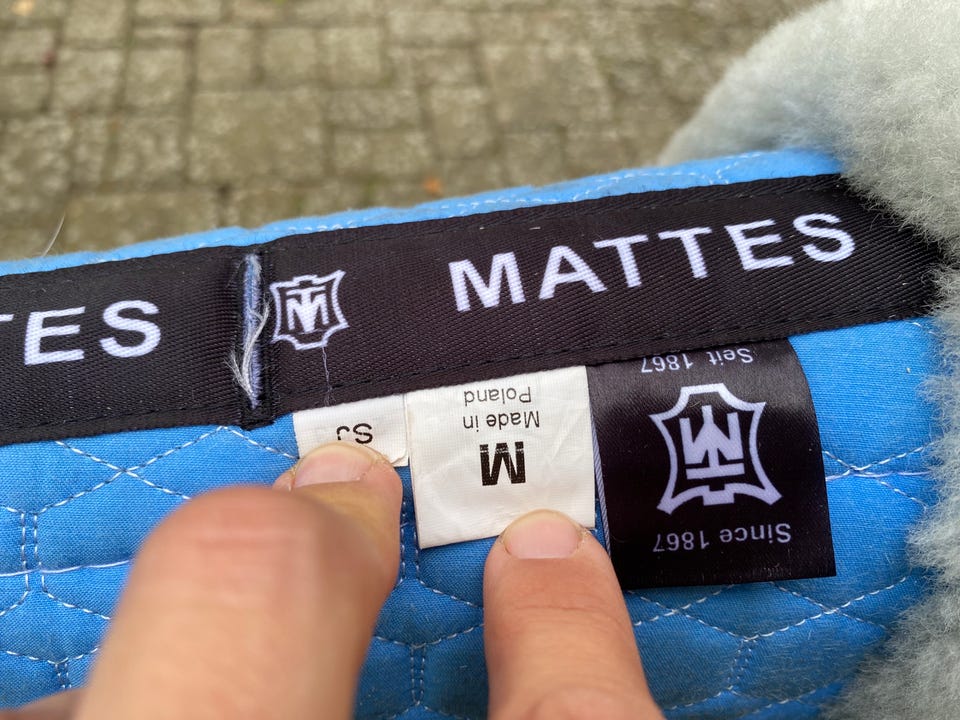 TES
MATTES
Seit 1867
Since 1867
Made in
Poland
M
SJ